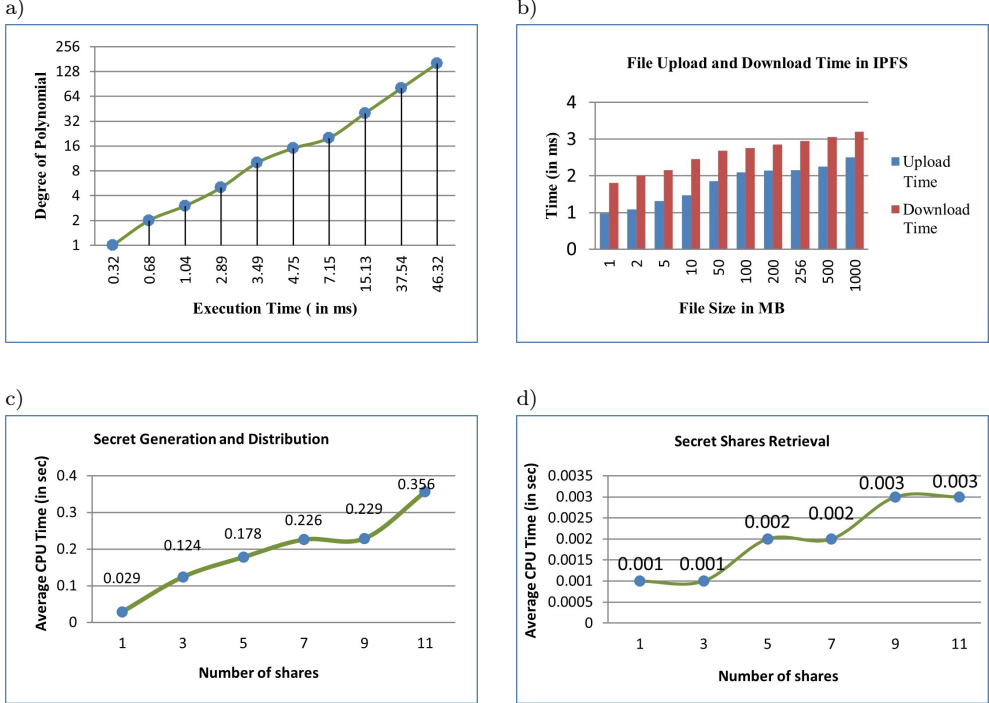 a)
256
128
64
32
16
8
4
2
1
Degree of Polynomial
0.32
0.68
1.04
2.89
3.49
4.75
7.15
15.13
37.54
46.32
Execution Time ( in ms)
b)
File Upload and Download Time in IPFS
4
3
2
1
0
Time (in ms)
1
2
5
10
50
100
200
256
500
1000
File Size in MB
Upload
Time
Download
Time
c)
Secret Generation and Distribution
0.4
0.3
0.2
0.1
0
Average CPU Time (in sec)
0.029
0.124
0.178
0.226
0.229
0.356
1 3 5 7 9 11
Number of shares
d)
Secret Shares Retrieval
0.0035
0.003
0.0025
0.002
0.0015
0.001
0.0005
0
Average CPU Time (in sec)
0.001
0.001
0.002
0.002
0.003
0.003
1 3 5 7 9 11
Number of shares